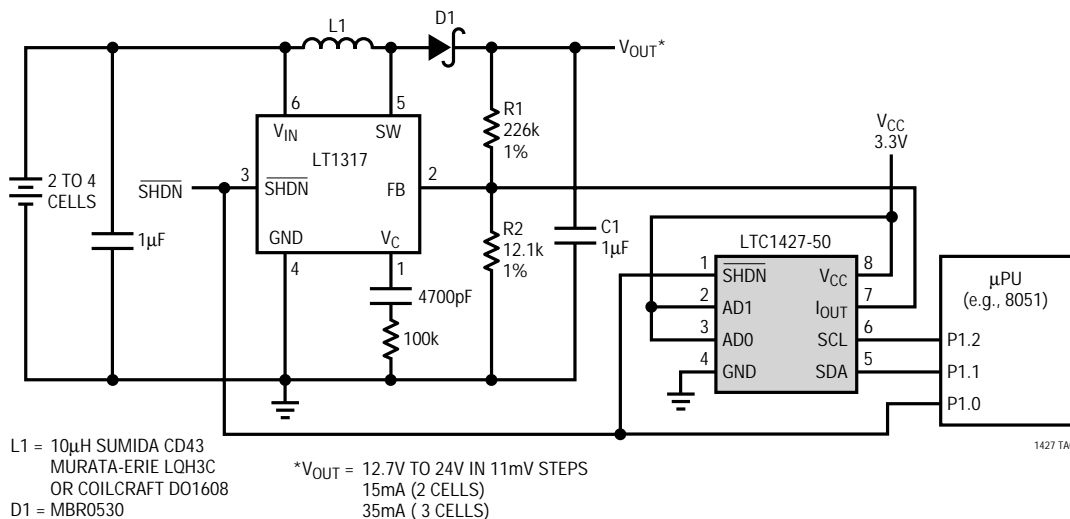 L1
D1
VOUT*
6
5
VIN
SW
R1
226k
1%
VCC
3.3V
LT1317
2 TO 4
CELLS
SHDN
3
SHDN
FB
2
1µF
GND
VC
R2
12.1k
1%
C1
1µF
4
1
4700pF
100k
LTC1427-50
1
SHDN
VCC
8
2
AD1
IOUT
7
3
AD0
SCL
6
4
GND
SDA
5
µPU
(e.g., 8051)
P1.2
P1.1
P1.0
L1 = 10µH SUMIDA CD43
MURATA-ERIE LQH3C
OR COILCRAFT DO1608
D1 = MBR0530
*VOUT = 12.7V TO 24V IN 11mV STEPS
15mA (2 CELLS)
35mA ( 3 CELLS)
1427